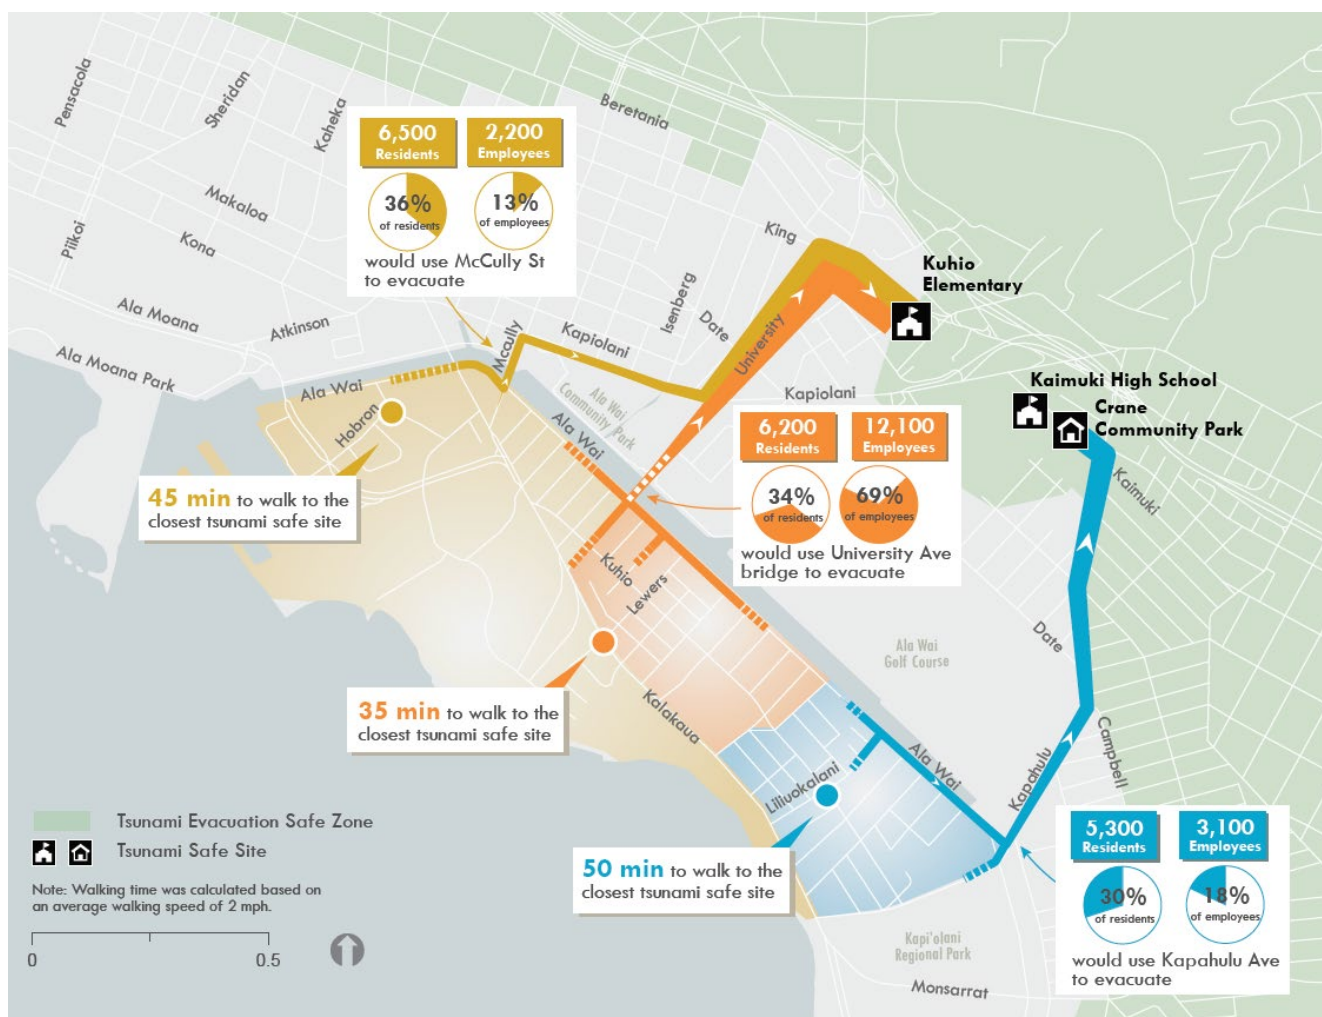 Pensacola
Sheridan
Kaheka
Beretania
6,500
Residents
2,200
Employees
36%
of residents
13%
of employees
would use McCully St
to evacuate
Makaloa
Kona
Piikoi
King
Kuhio
Elementary
Isenberg
Date
University
Ala Moana
Atkinson
Mcully
Kapiolani
Ala Moana Park
Ala Wai
Hobron
Ala Wai
Community Park
Ala Wai
Kapiolani
Kaimuki High School
Crane
Community Park
6,200
Residents
12,100
Employees
34%
of residents
69%
of employees
would use University Ave
bridge to evacuate
Kaimuki
45 min to walk to the
closest tsunami safe site
Kuhio
Lewers
Date
Ala Wai
Golf Course
35 min to walk to the
closest tsunami safe site
Kalakaua
Ala Wai
Kapahulu
Campbell
Liliuokalani
Tsunami Evacuation Safe Zone
Tsunami Safe Site
Note: Walking time was calculated based on
an average walking speed of 2 mph.
0
0.5
50 min to walk to the
closest tsunami safe site
5,300
Residents
3,100
Employees
30%
of residents
18%
of employees
would use Kapahulu Ave
to evacuate
Kapi'olani
Regional Park
Monsarrat